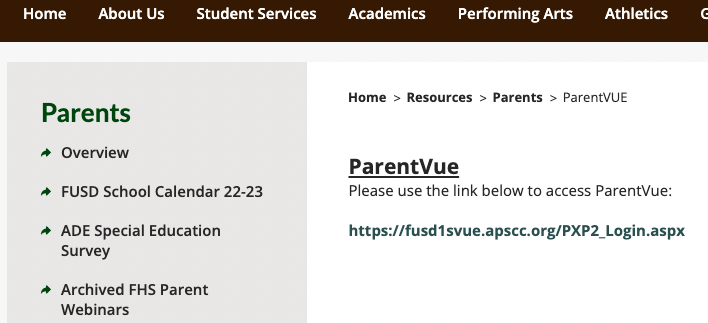 Home About Us Student Services Academics Performing Arts Athletics G
Home > Resources > Parents > ParentVUE
Parents
Overview
FUSD School Calendar 22-23
ADE Special Education
Survey
Archived FHS Parent
Webinars
ParentVue
Please use the link below to access ParentVue:
https://fusd1svue.apscc.org/PXP2_Login.aspx